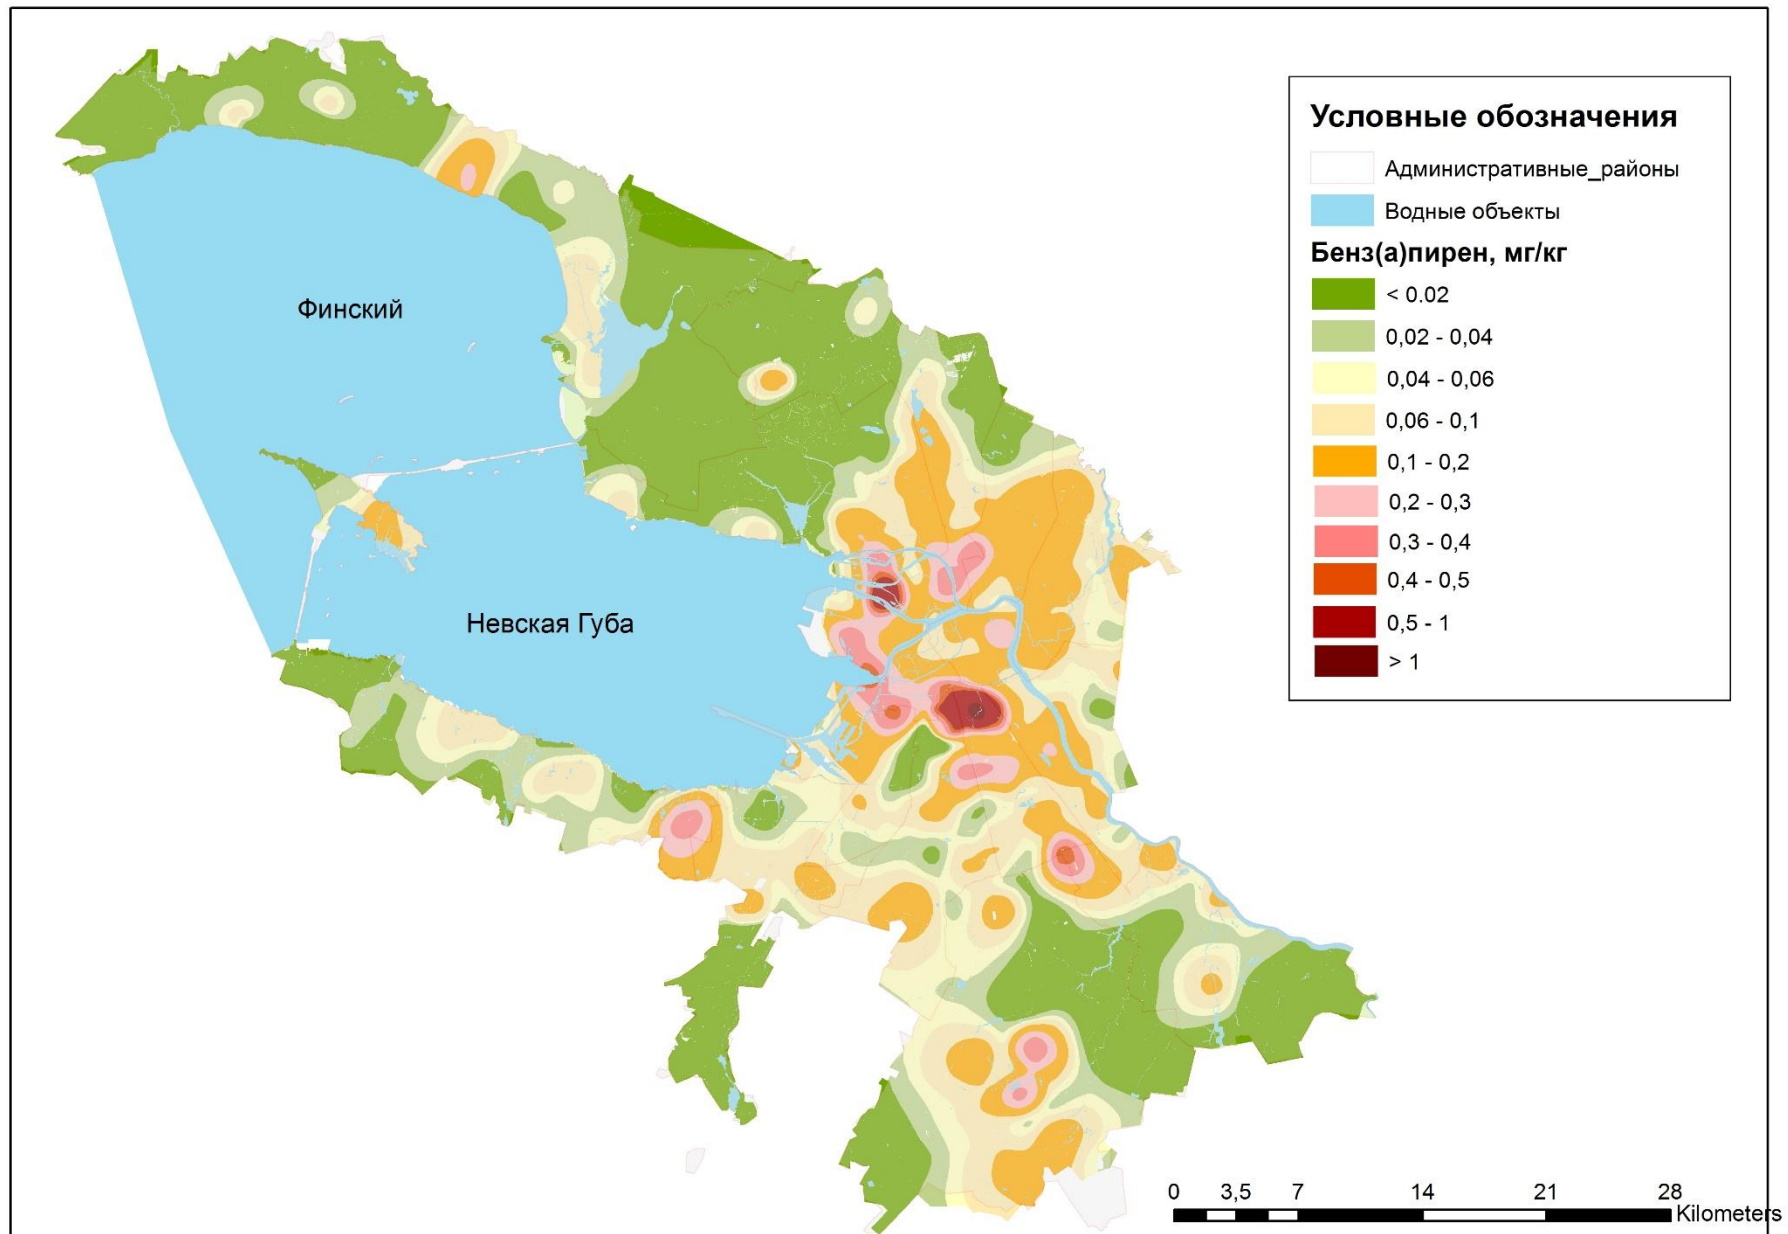 Условные обозначения
Административные_районы
Водные объекты
Бенз(а)пирен, мг/кг
< 0.02
0,02 - 0,04
0,04 - 0,06
0,06 - 0,1
0,1 - 0,2
0,2 - 0,3
0,3 - 0,4
0,4 - 0,5
0,5 - 1
> 1
Финский
Невская Губа
0 3,5 7 14 21 28
Kilometers